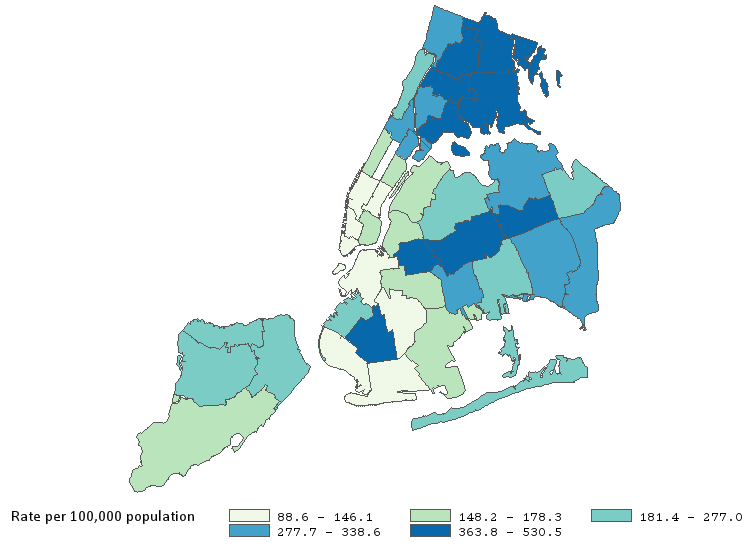 Rate per 100,000 population 88.6 - 146.1 148.2 - 178.3 181.4 - 277.0
277.7 - 338.6 363.8 - 530.5